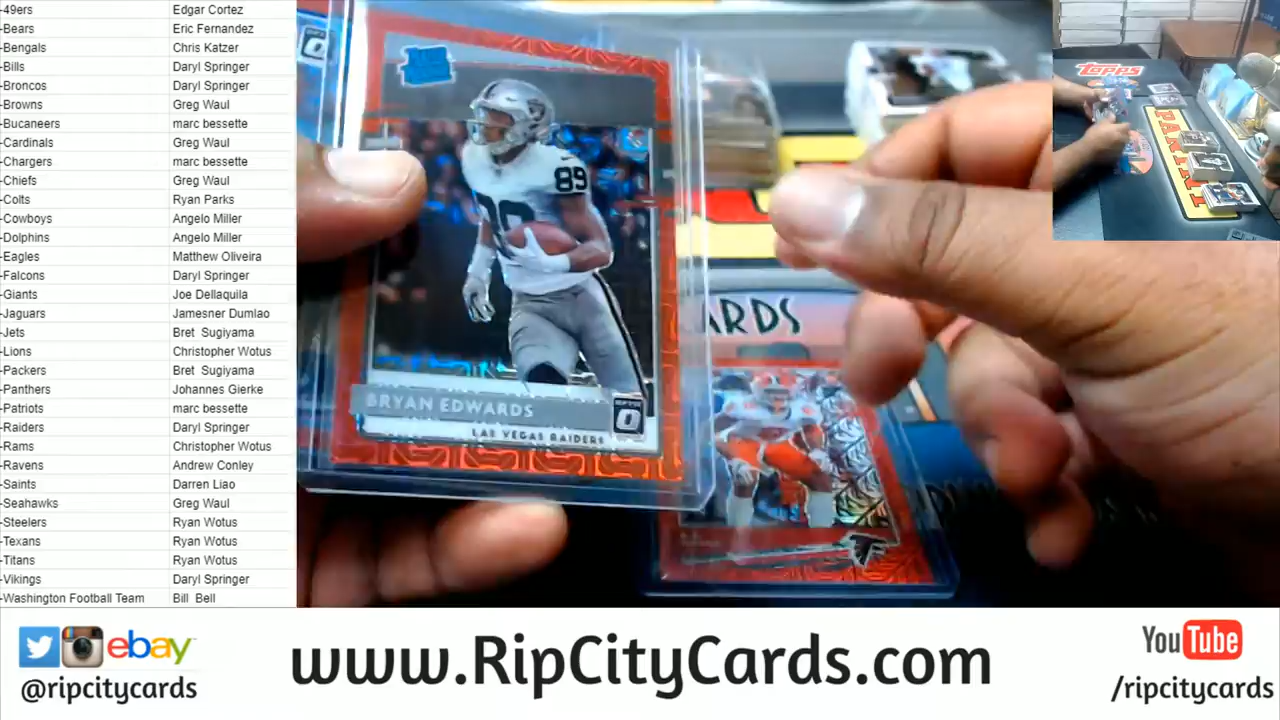 -49ers Edgar Cortez
-Bears Eric Fernandez
-Bengals Chris Katzer
-Bills Daryl Springer
-Broncos Daryl Springer
-Browns Greg Waul
-Bucaneers marc bessette
-Cardinals Greg Waul
-Chargers marc bessette
-Chiefs Greg Waul
-Colts Ryan Parks
-Cowboys Angelo Miller
-Dolphins Angelo Miller
-Eagles Matthew Oliveira
-Falcons Daryl Springer
-Giants Joe Dellaquila
-Jaguars Jamesner Dumlao
-Jets Bret Sugiyama
-Lions Christopher Wotus
-Packers Bret Sugiyama
-Panthers Johannes Gierke
-Patriots marc bessette
-Raiders Daryl Springer
-Rams Christopher Wotus
-Ravens Andrew Conley
-Saints Darren Liao
-Seahawks Greg Waul
-Steelers Ryan Wotus
-Texans Ryan Wotus
-Titans Ryan Wotus
-Vikings Daryl Springer
-Washington Football Team Bill Bell
89
BRYAN EDWARDS
OPTIC
LAS VEGAS RAIDERS
ARDS
Topps
PANINI
ebay
@ripcitycards
www.RipCityCards.com
YouTube
/ripcitycards